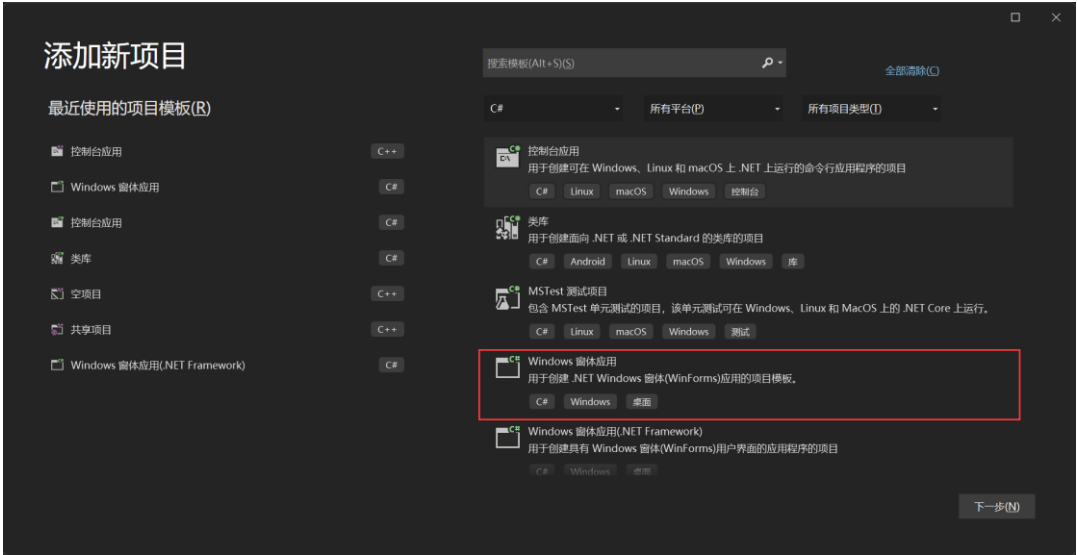 添加新项目
最近使用的项目模板(R)
控制台应用 C++
Windows 窗体应用 C#
控制台应用 C#
类库 C#
空项目 C++
共享项目 C++
Windows 窗体应用(.NET Framework) C#
搜索模板(Alt+S)(S)
全部清除(C)
C# 所有平台(P) 所有项目类型(T)
控制台应用
用于创建可在 Windows、Linux 和 macOS 上 .NET 上运行的命令行应用程序的项目
C# Linux macOS Windows 控制台
类库
用于创建面向 .NET 或 .NET Standard 的类库的项目
C# Android Linux macOS Windows 库
MSTest 测试项目
包含 MSTest 单元测试的项目，该单元测试可在 Windows、Linux 和 MacOS 上的 .NET Core 上运行。
C# Linux macOS Windows 测试
Windows 窗体应用
用于创建 .NET Windows 窗体(WinForms)应用的项目模板。
C# Windows 桌面
Windows 窗体应用(.NET Framework)
用于创建具有 Windows 窗体(WinForms)用户界面的应用程序的项目
C# Windows 桌面
下一步(N)